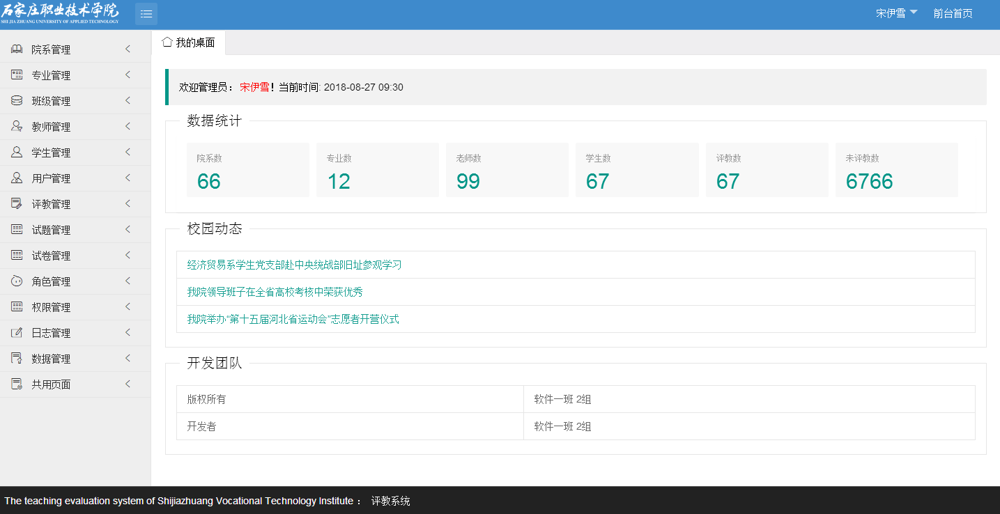 石家庄职业技术学院
SHI JIA ZHUANG UNIVERSITY OF APPLIED TECHNOLOGY
宋伊雪 前台首页
院系管理
专业管理
班级管理
教师管理
学生管理
用户管理
评教管理
试题管理
试卷管理
角色管理
权限管理
日志管理
数据管理
共用页面
我的桌面
欢迎管理员：宋伊雪！当前时间: 2018-08-27 09:30
数据统计
院系数 专业数 老师数 学生数 评教数 未评教数
66 12 99 67 67 6766
校园动态
经济贸易系学生党支部赴中央统战部旧址参观学习
我院领导班子在全省高校考核中荣获优秀
我院举办“第十五届河北省运动会”志愿者开营仪式
开发团队
版权所有 软件一班 2组
开发者 软件一班 2组
The teaching evaluation system of Shijiazhuang Vocational Technology Institute： 评教系统